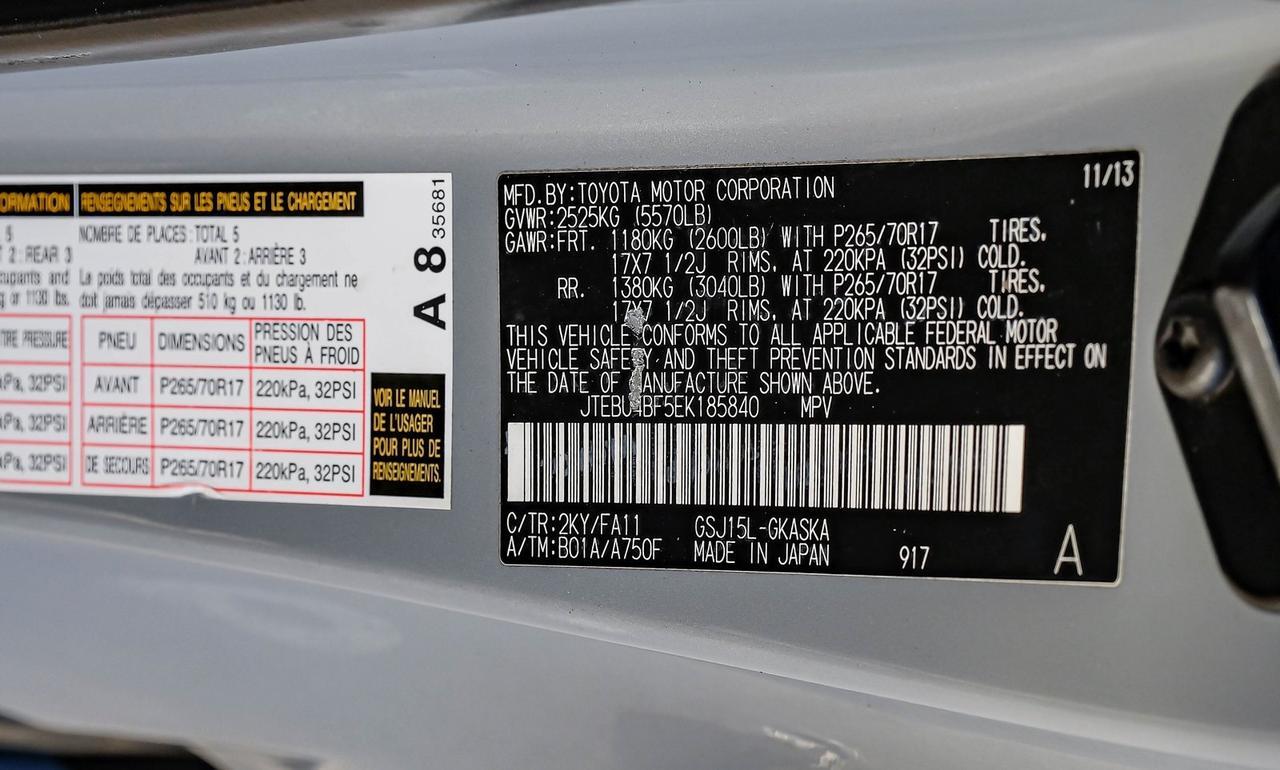 ORMATION
RENSEIGNEMENTS SUR LES PNEUS ET LE CHARGEMENT
5
NOMBRE DE PLACES : TOTAL 5
2 : REAR 3
AVANT 2 : ARRIÈRE 3
cupants and
La poids total des occupants et du chargement ne
g or 1130 lbs.
doit jamais dépasser 510 kg ou 1130 lb.
TIRE PRESSURE
PNEU DIMENSIONS PRESSION DES PNEUS À FROID
kPa, 32PSI
AVANT P265/70R17 220kPa, 32PSI
kPa, 32PSI
ARRIÈRE P265/70R17 220kPa, 32PSI
kPa, 32PSI
DE SECOURS P265/70R17 220kPa, 32PSI
VOIR LE MANUEL
DE L'USAGER
POUR PLUS DE
RENSEIGNEMENTS.
A 8 35681
11/13
MFD.BY:TOYOTA MOTOR CORPORATION
GVWR:2525KG (5570LB)
GAWR:FRT. 1180KG (2600LB) WITH P265/70R17 TIRES,
17X7 1/2J RIMS, AT 220KPA (32PSI) COLD.
RR. 1380KG (3040LB) WITH P265/70R17 TIRES,
17X7 1/2J RIMS, AT 220KPA (32PSI) COLD.
THIS VEHICLE CONFORMS TO ALL APPLICABLE FEDERAL MOTOR
VEHICLE SAFETY AND THEFT PREVENTION STANDARDS IN EFFECT ON
THE DATE OF MANUFACTURE SHOWN ABOVE.
JTEBU4BF5EK185840 MPV
C/TR:2KY/FA11 GSJ15L-GKASKA
A/TM:B01A/A750F MADE IN JAPAN 917 A